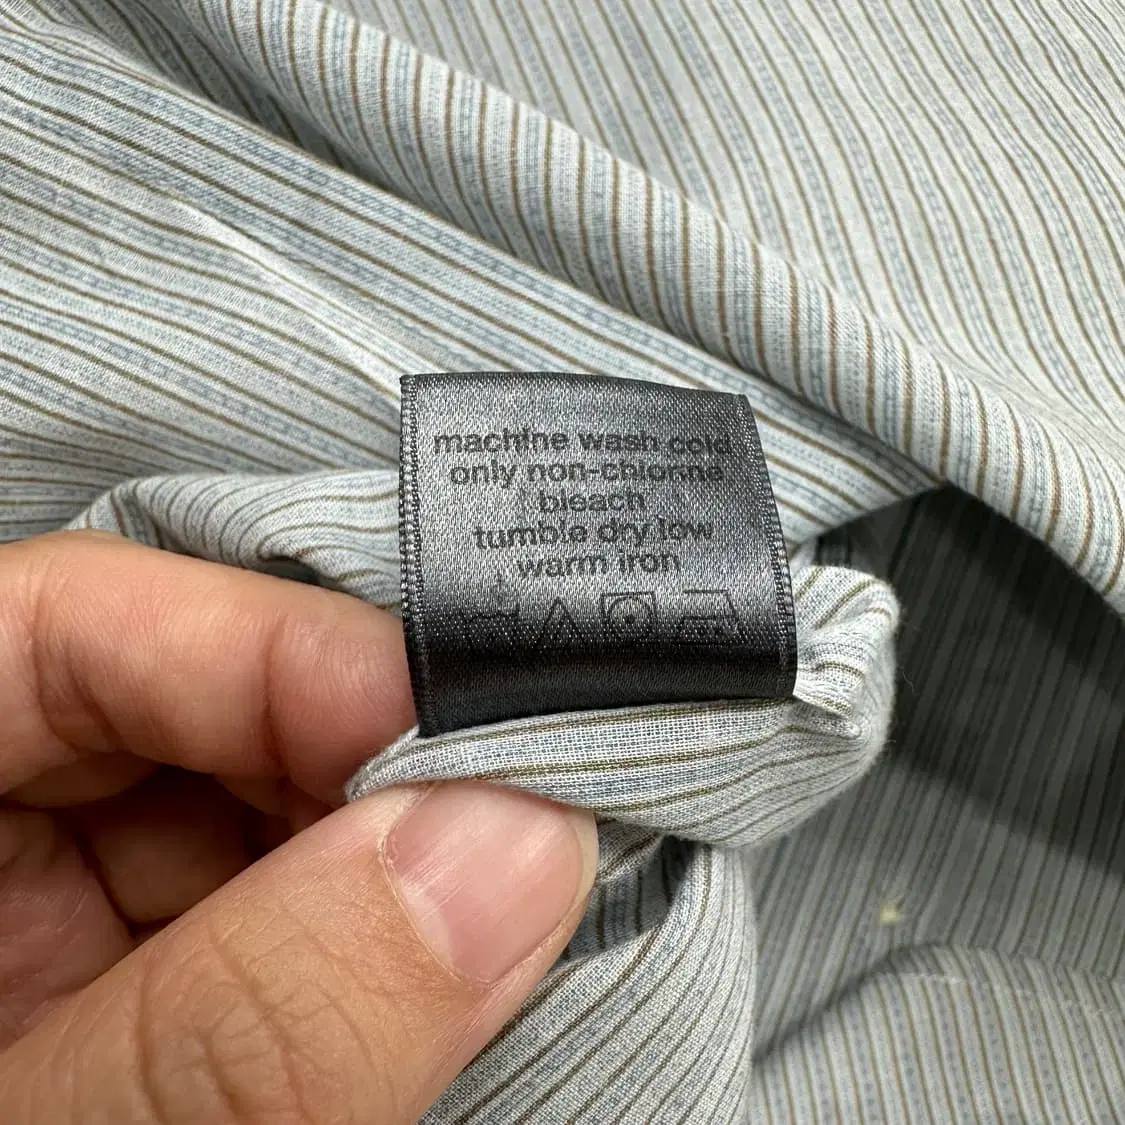 machine wash cold
only non-chlorine
bleach
tumble dry low
warm iron